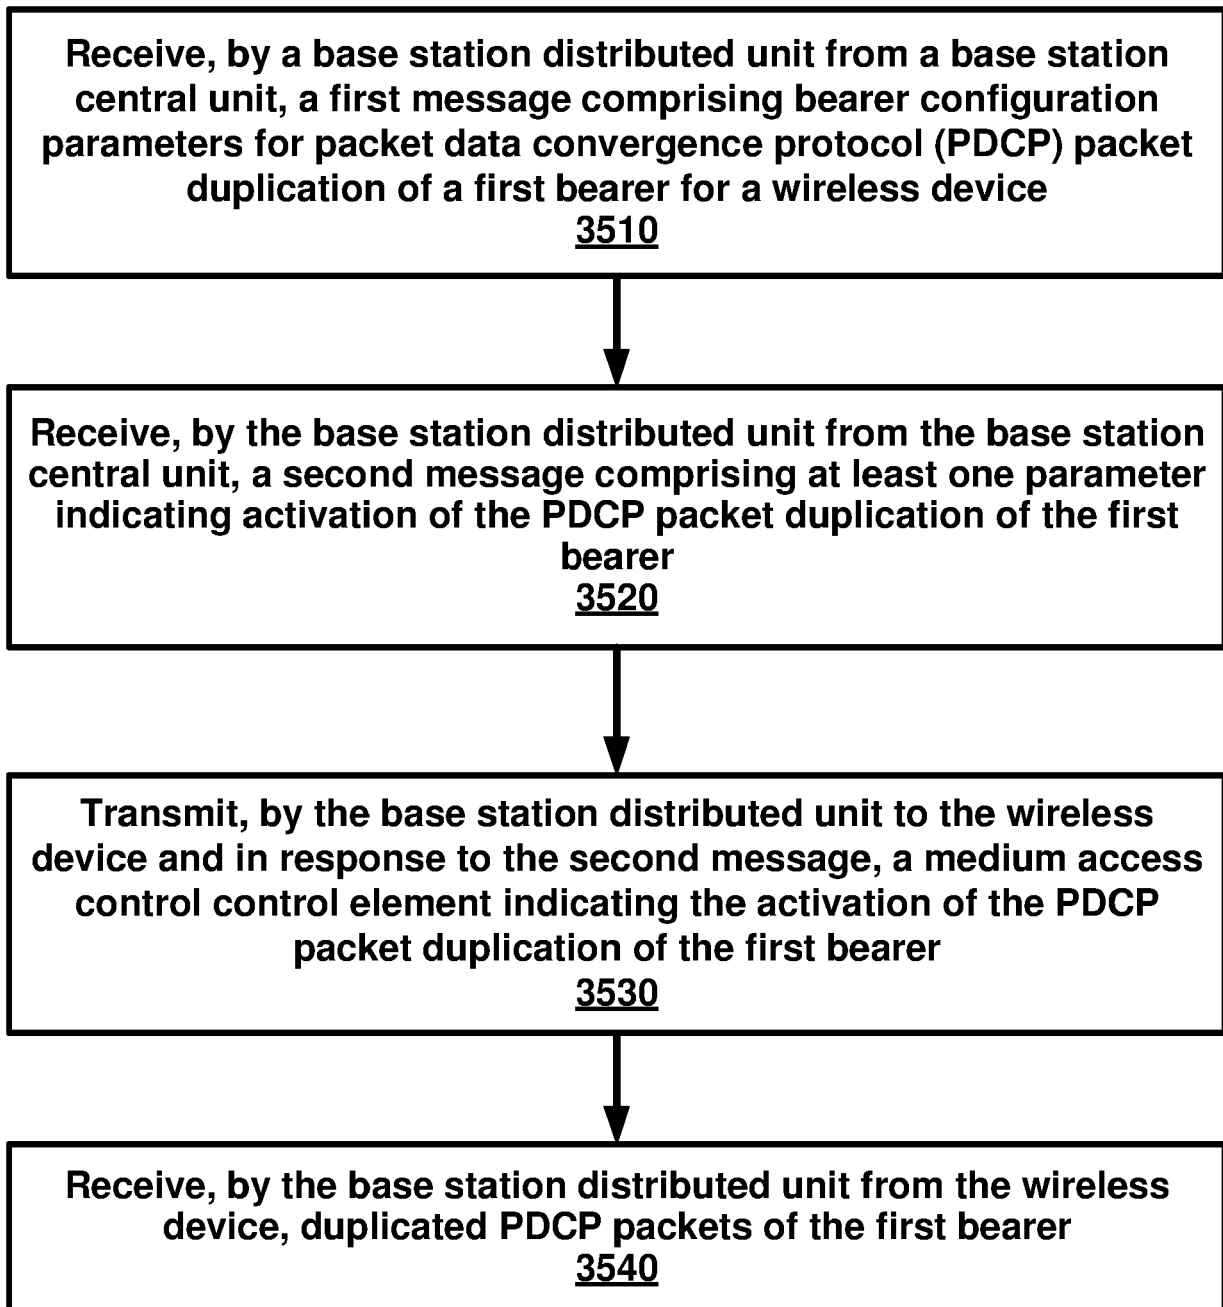 Receive, by a base station distributed unit from a base station
central unit, a first message comprising bearer configuration
parameters for packet data convergence protocol (PDCP) packet
duplication of a first bearer for a wireless device
3510
Receive, by the base station distributed unit from the base station
central unit, a second message comprising at least one parameter
indicating activation of the PDCP packet duplication of the first
bearer
3520
Transmit, by the base station distributed unit to the wireless
device and in response to the second message, a medium access
control control element indicating the activation of the PDCP
packet duplication of the first bearer
3530
Receive, by the base station distributed unit from the wireless
device, duplicated PDCP packets of the first bearer
3540